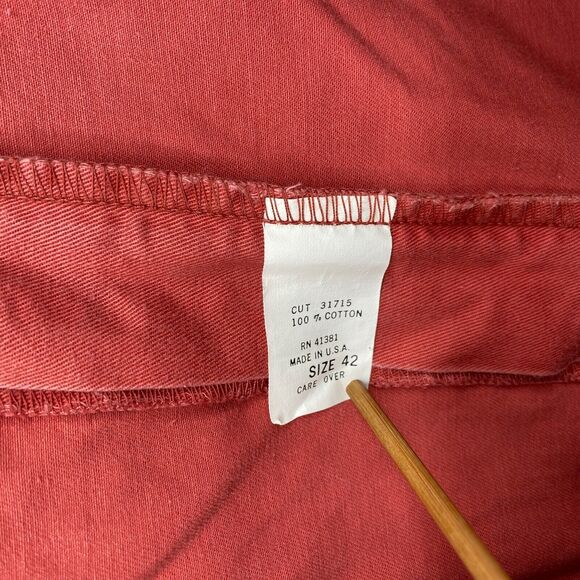 CUT 31715
100 % COTTON
RN 41381
MADE IN U.S.A.
SIZE 42
CARE OVER